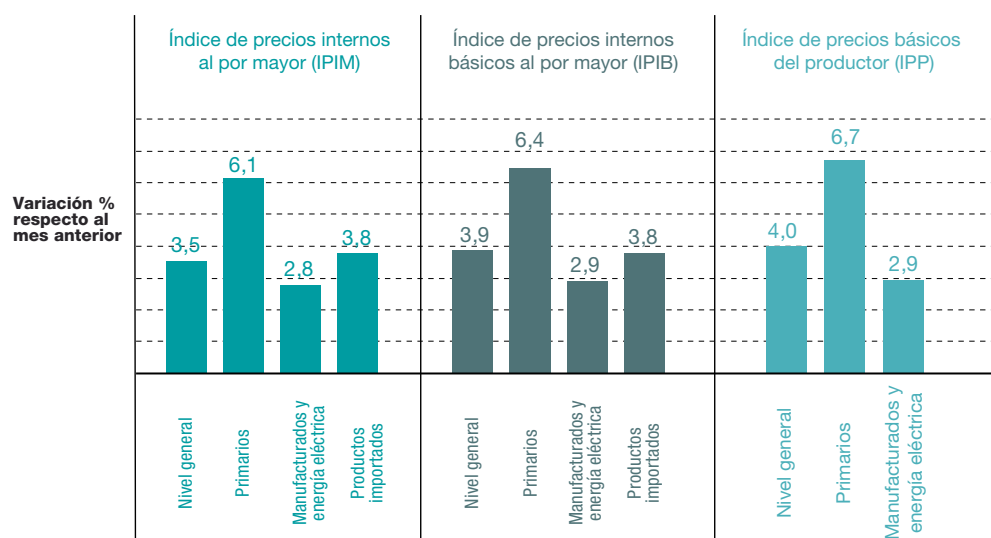 Índice de precios internos
al por mayor (IPIM)
Índice de precios internos
básicos al por mayor (IPIB)
Índice de precios básicos
del productor (IPP)
Variación %
respecto al
mes anterior
3,5
6,1
2,8
3,8
3,9
6,4
2,9
3,8
4,0
6,7
2,9
Nivel general
Primarios
Manufacturados y
energía eléctrica
Productos
importados
Nivel general
Primarios
Manufacturados y
energía eléctrica
Productos
importados
Nivel general
Primarios
Manufacturados y
energía eléctrica